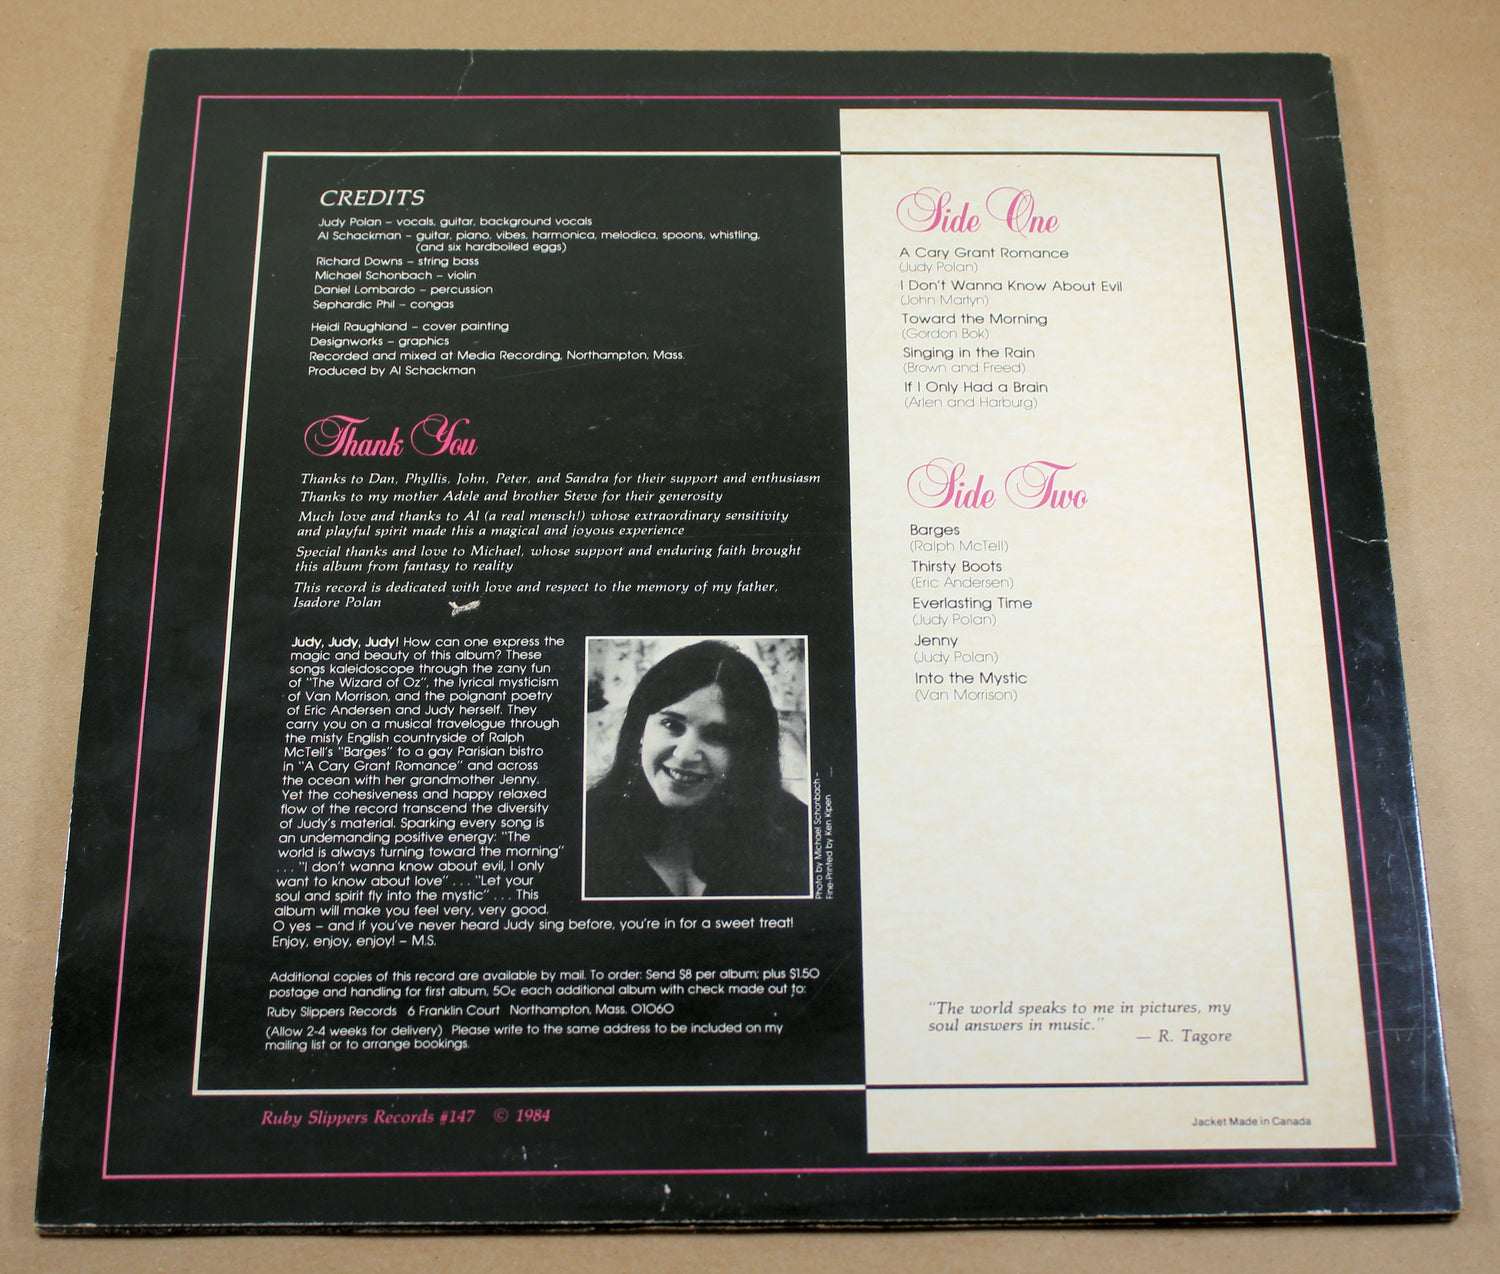 CREDITS
Judy Polan – vocals, guitar, background vocals
Al Schackman – guitar, piano, vibes, harmonica, melodica, spoons, whistling,
(and six hardboiled eggs)
Richard Downs – string bass
Michael Schonbach – violin
Daniel Lombardo – percussion
Sephardic Phil – congas
Heidi Raughland – cover painting
Designworks – graphics
Recorded and mixed at Media Recording, Northampton, Mass.
Produced by Al Schackman
Thank You
Thanks to Dan, Phyllis, John, Peter, and Sandra for their support and enthusiasm
Thanks to my mother Adele and brother Steve for their generosity
Much love and thanks to Al (a real mensch!) whose extraordinary sensitivity
and playful spirit made this a magical and joyous experience
Special thanks and love to Michael, whose support and enduring faith brought
this album from fantasy to reality
This record is dedicated with love and respect to the memory of my father,
Isadore Polan
Judy, Judy, Judy! How can one express the
magic and beauty of this album? These
songs kaleidoscope through the zany fun
of "The Wizard of Oz", the lyrical mysticism
of Van Morrison, and the poignant poetry
of Eric Andersen and Judy herself. They
carry you on a musical travelogue through
the misty English countryside of Ralph
McTell's "Barges" to a gay Parisian bistro
in "A Cary Grant Romance" and across
the ocean with her grandmother Jenny.
Yet the cohesiveness and happy relaxed
flow of the record transcend the diversity
of Judy's material. Sparking every song is
an undemanding positive energy: "The
world is always turning toward the morning"
. . . "I don't wanna know about evil, I only
want to know about love" . . . "Let your
soul and spirit fly into the mystic" . . . This
album will make you feel very, very good.
O yes – and if you've never heard Judy sing before, you're in for a sweet treat!
Enjoy, enjoy, enjoy! – M.S.
Photo by Michael Schonbach –
Fine-Printed by Ken Kipen
Additional copies of this record are available by mail. To order: Send $8 per album; plus $1.50
postage and handling for first album, 50¢ each additional album with check made out to:
Ruby Slippers Records 6 Franklin Court Northampton, Mass. 01060
(Allow 2-4 weeks for delivery) Please write to the same address to be included on my
mailing list or to arrange bookings.
Ruby Slippers Records #147 © 1984
Side One
A Cary Grant Romance
(Judy Polan)
I Don't Wanna Know About Evil
(John Martyn)
Toward the Morning
(Gordon Bok)
Singing in the Rain
(Brown and Freed)
If I Only Had a Brain
(Arlen and Harburg)
Side Two
Barges
(Ralph McTell)
Thirsty Boots
(Eric Andersen)
Everlasting Time
(Judy Polan)
Jenny
(Judy Polan)
Into the Mystic
(Van Morrison)
"The world speaks to me in pictures, my
soul answers in music."
— R. Tagore
Jacket Made in Canada